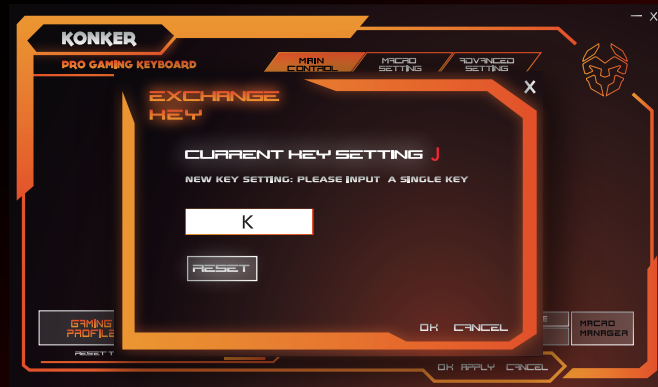 — X
KONKER
PRO GAMING KEYBOARD
MAIN CONTROL
MACRO SETTING
ADVANCED SETTING
X
EXCHANGE
KEY
CURRENT KEY SETTING J
NEW KEY SETTING: PLEASE INPUT A SINGLE KEY
K
RESET
GAMING
PROFILE
MACRO
MANAGER
OK CANCEL
RESET T
OK APPLY CANCEL